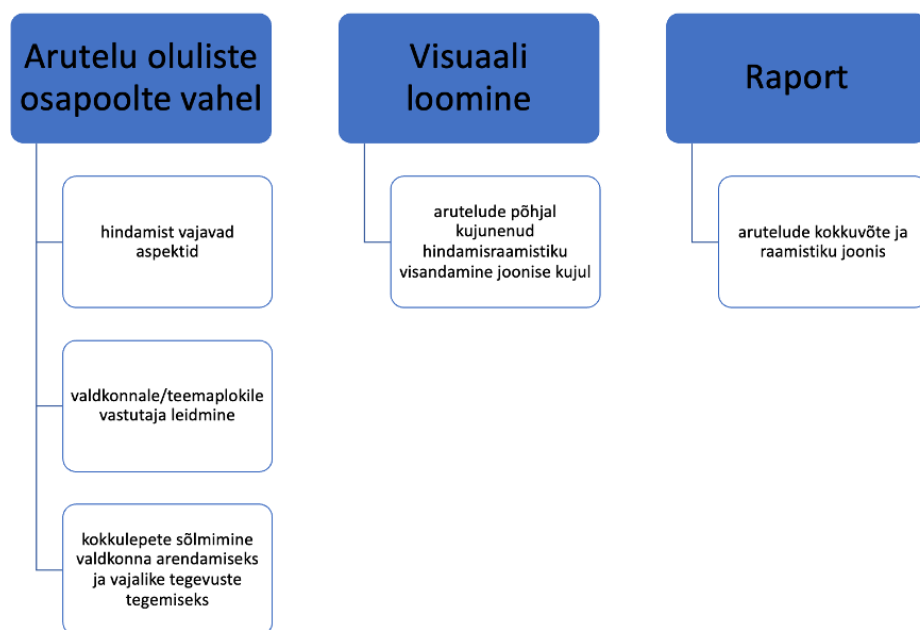 Arutelu oluliste
osapoolte vahel
hindamist vajavad
aspektid
valdkonnale/teemaplokile
vastutaja leidmine
kokkulepete sõlmimine
valdkonna arendamiseks
ja vajalike tegevuste
tegemiseks
Visuaali
loomine
arutelude põhjal
kujunenud
hindamisraamistiku
visandamine joonise kujul
Raport
arutelude kokkuvõte ja
raamistiku joonis